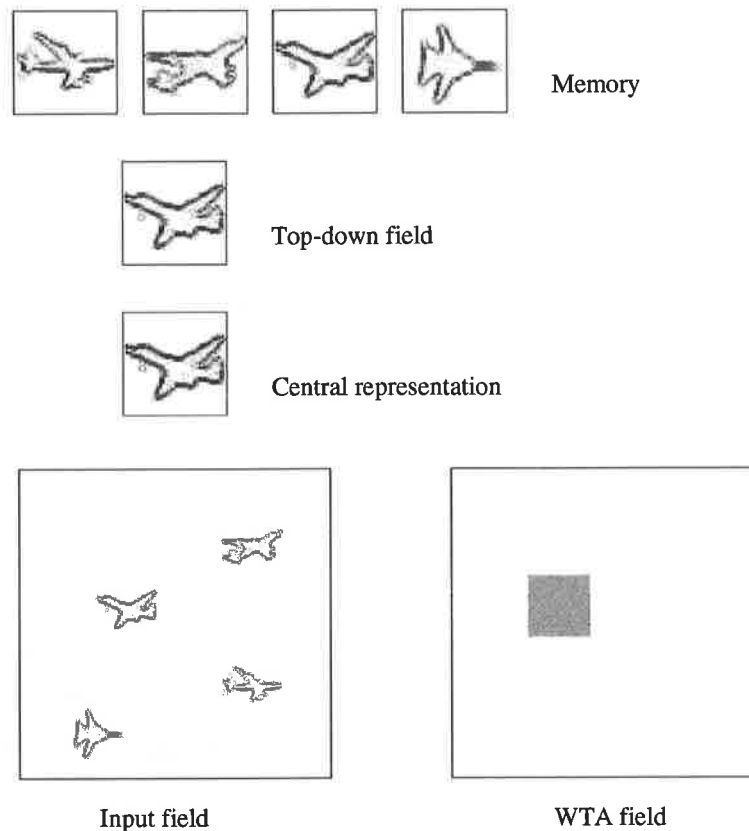 Memory
Top-down field
Central representation
Input field
WTA field